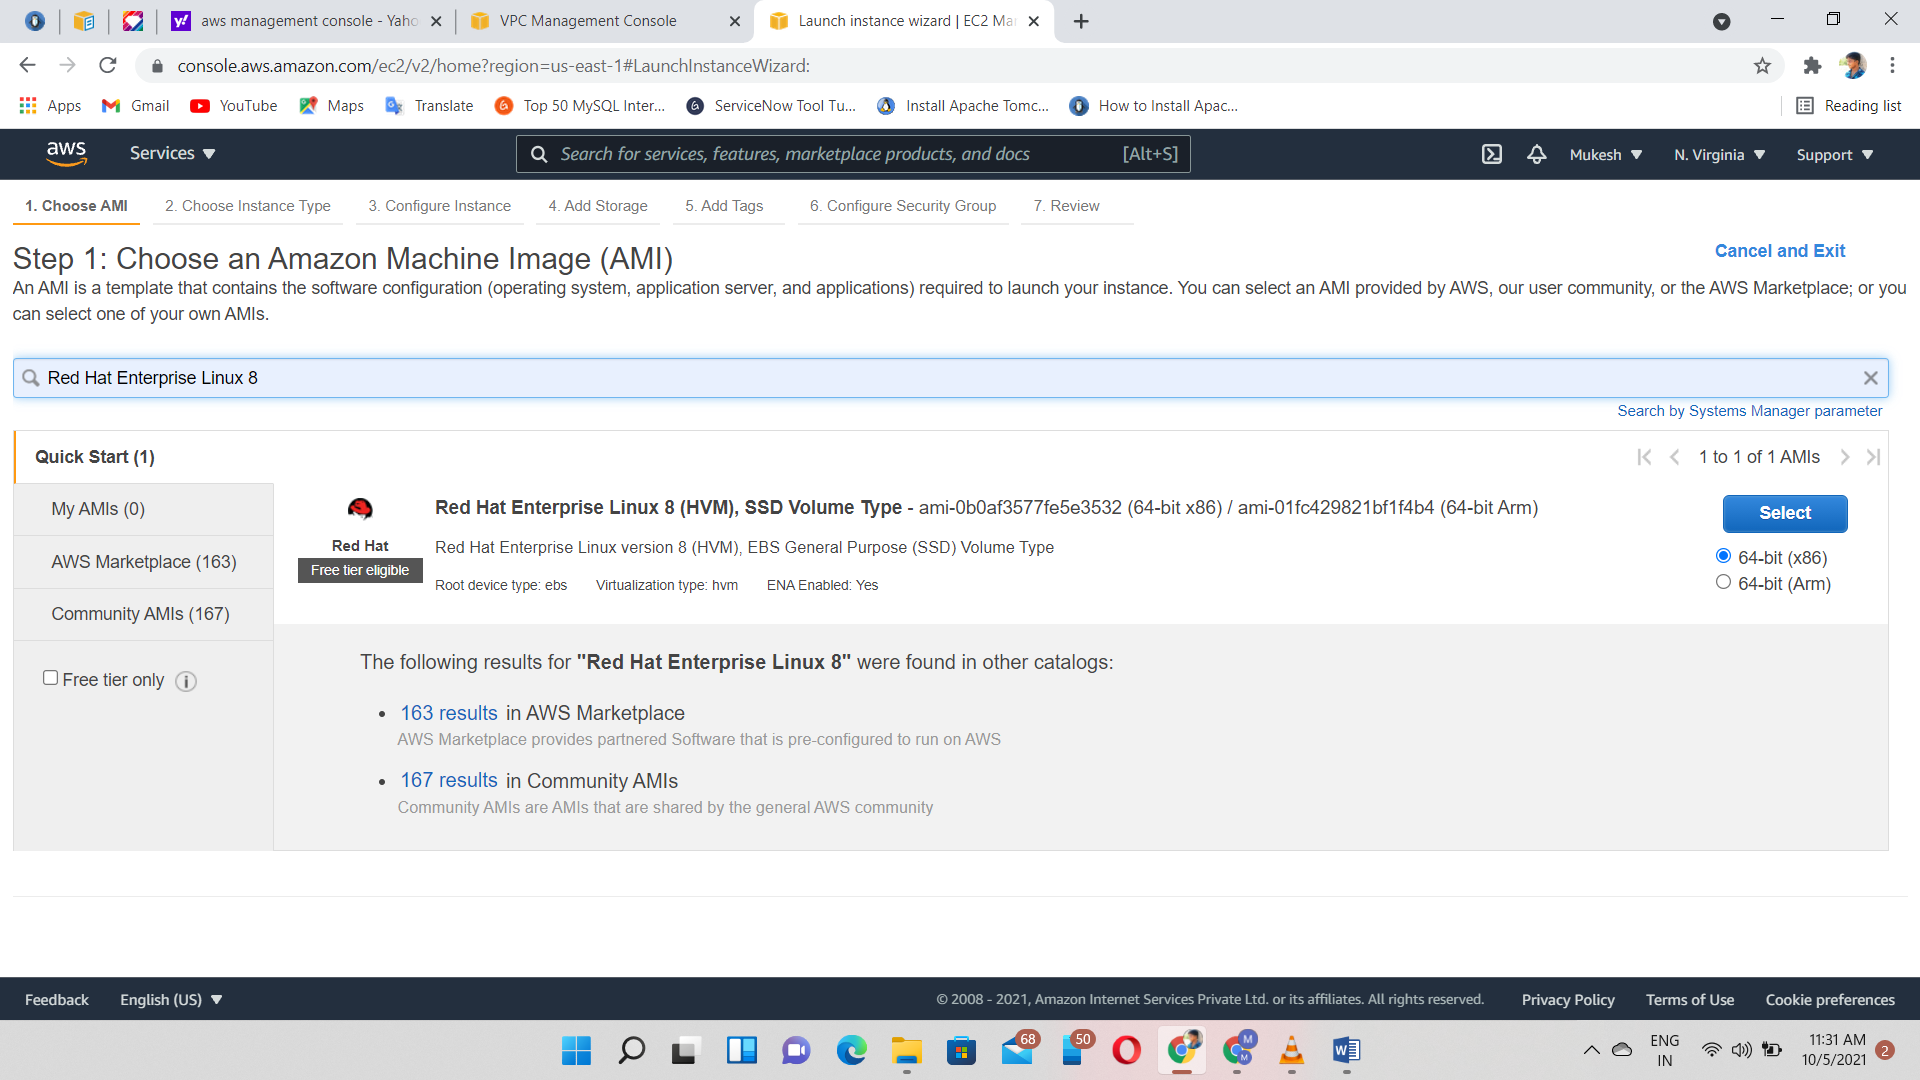 aws management console - Yaho
VPC Management Console
Launch instance wizard | EC2 Mar
console.aws.amazon.com/ec2/v2/home?region=us-east-1#LaunchInstanceWizard:
Apps
Gmail
YouTube
Maps
Translate
Top 50 MySQL Inter...
ServiceNow Tool Tu...
Install Apache Tomc...
How to Install Apac...
Reading list
aws
Services
Search for services, features, marketplace products, and docs
[Alt+S]
Mukesh
N. Virginia
Support
1. Choose AMI
2. Choose Instance Type
3. Configure Instance
4. Add Storage
5. Add Tags
6. Configure Security Group
7. Review
Step 1: Choose an Amazon Machine Image (AMI)
Cancel and Exit
An AMI is a template that contains the software configuration (operating system, application server, and applications) required to launch your instance. You can select an AMI provided by AWS, our user community, or the AWS Marketplace; or you
can select one of your own AMIs.
Red Hat Enterprise Linux 8
Search by Systems Manager parameter
Quick Start (1)
1 to 1 of 1 AMIs
My AMIs (0)
AWS Marketplace (163)
Community AMIs (167)
Free tier only
Red Hat
Free tier eligible
Red Hat Enterprise Linux 8 (HVM), SSD Volume Type - ami-0b0af3577fe5e3532 (64-bit x86) / ami-01fc429821bf1f4b4 (64-bit Arm)
Red Hat Enterprise Linux version 8 (HVM), EBS General Purpose (SSD) Volume Type
Root device type: ebs
Virtualization type: hvm
ENA Enabled: Yes
Select
64-bit (x86)
64-bit (Arm)
The following results for "Red Hat Enterprise Linux 8" were found in other catalogs:
163 results in AWS Marketplace
AWS Marketplace provides partnered Software that is pre-configured to run on AWS
167 results in Community AMIs
Community AMIs are AMIs that are shared by the general AWS community
Feedback
English (US)
© 2008 - 2021, Amazon Internet Services Private Ltd. or its affiliates. All rights reserved.
Privacy Policy
Terms of Use
Cookie preferences
68
50
M
M
ENG
IN
11:31 AM
10/5/2021
2